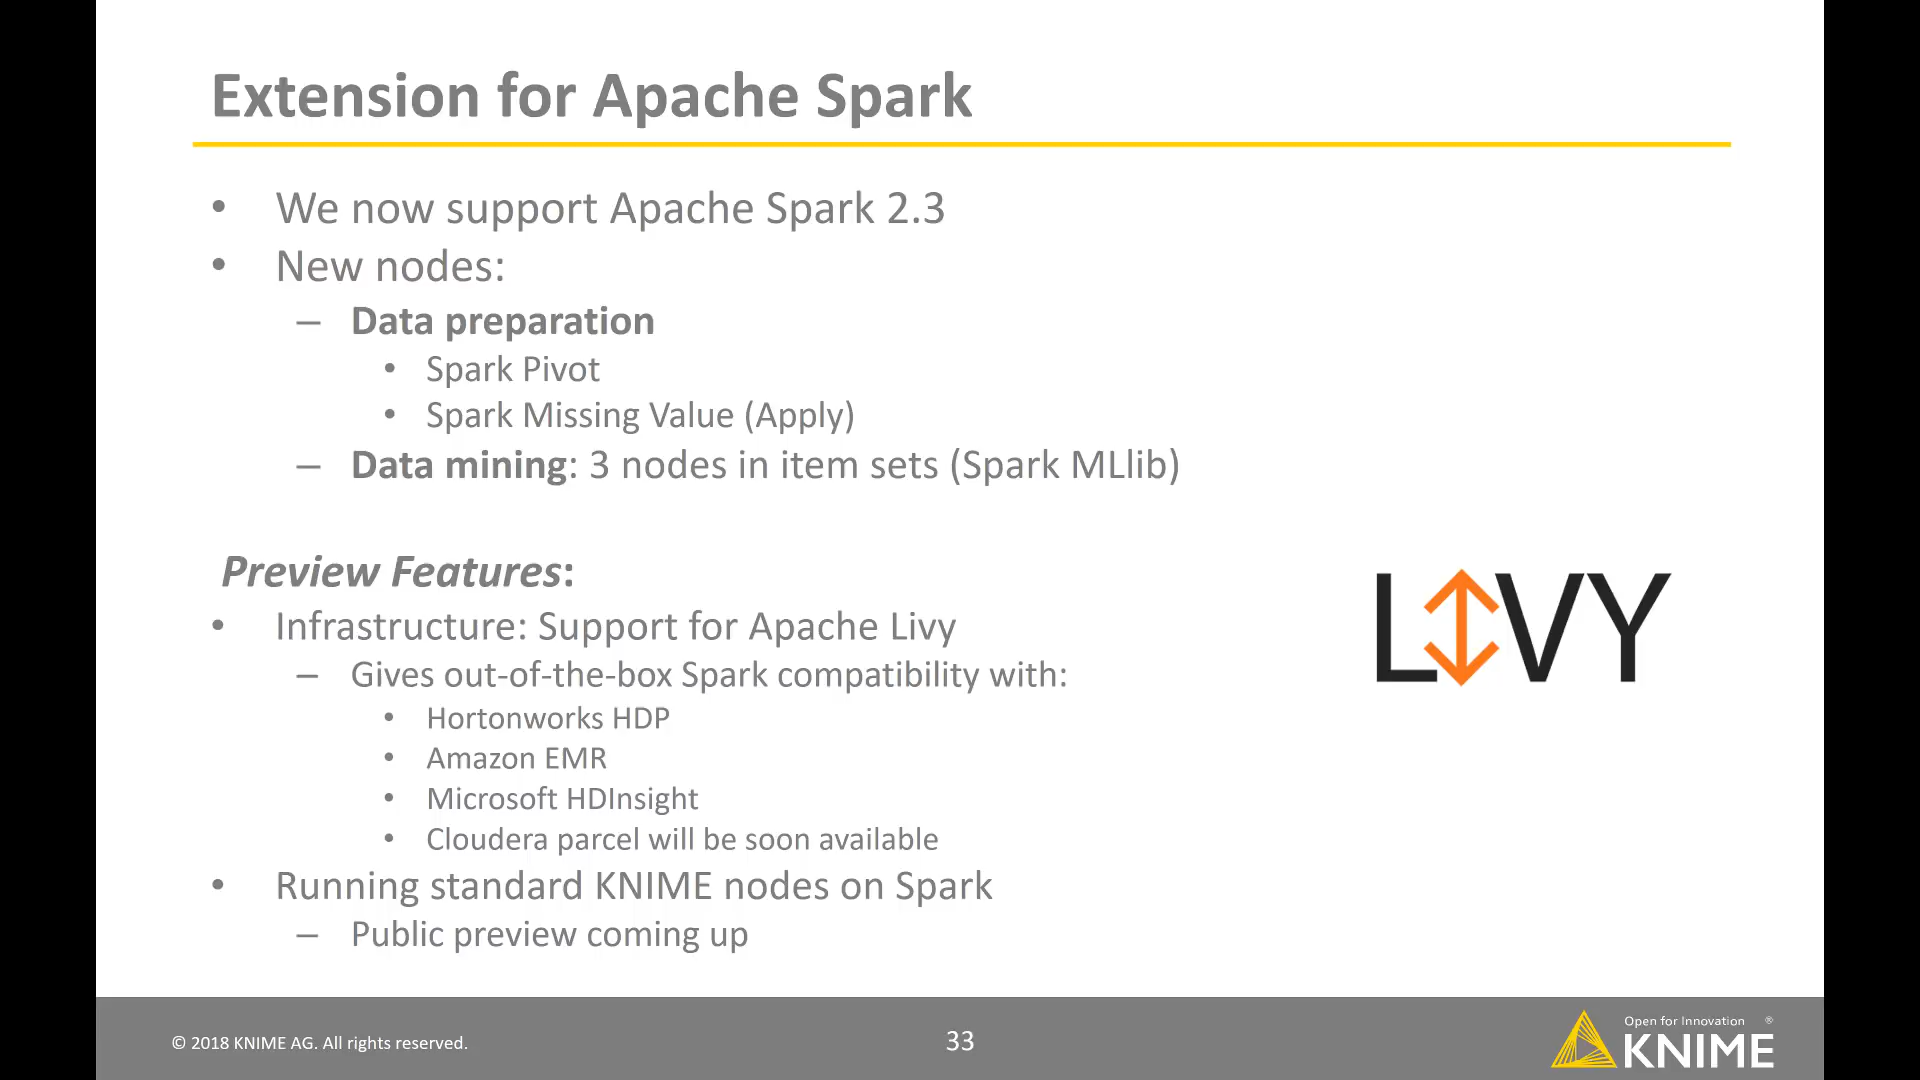 Extension for Apache Spark
• We now support Apache Spark 2.3
• New nodes:
– Data preparation
• Spark Pivot
• Spark Missing Value (Apply)
– Data mining: 3 nodes in item sets (Spark MLlib)
Preview Features:
• Infrastructure: Support for Apache Livy
– Gives out-of-the-box Spark compatibility with:
• Hortonworks HDP
• Amazon EMR
• Microsoft HDInsight
• Cloudera parcel will be soon available
• Running standard KNIME nodes on Spark
– Public preview coming up
LIVY
© 2018 KNIME AG. All rights reserved.
33
Open for Innovation ®
KNIME